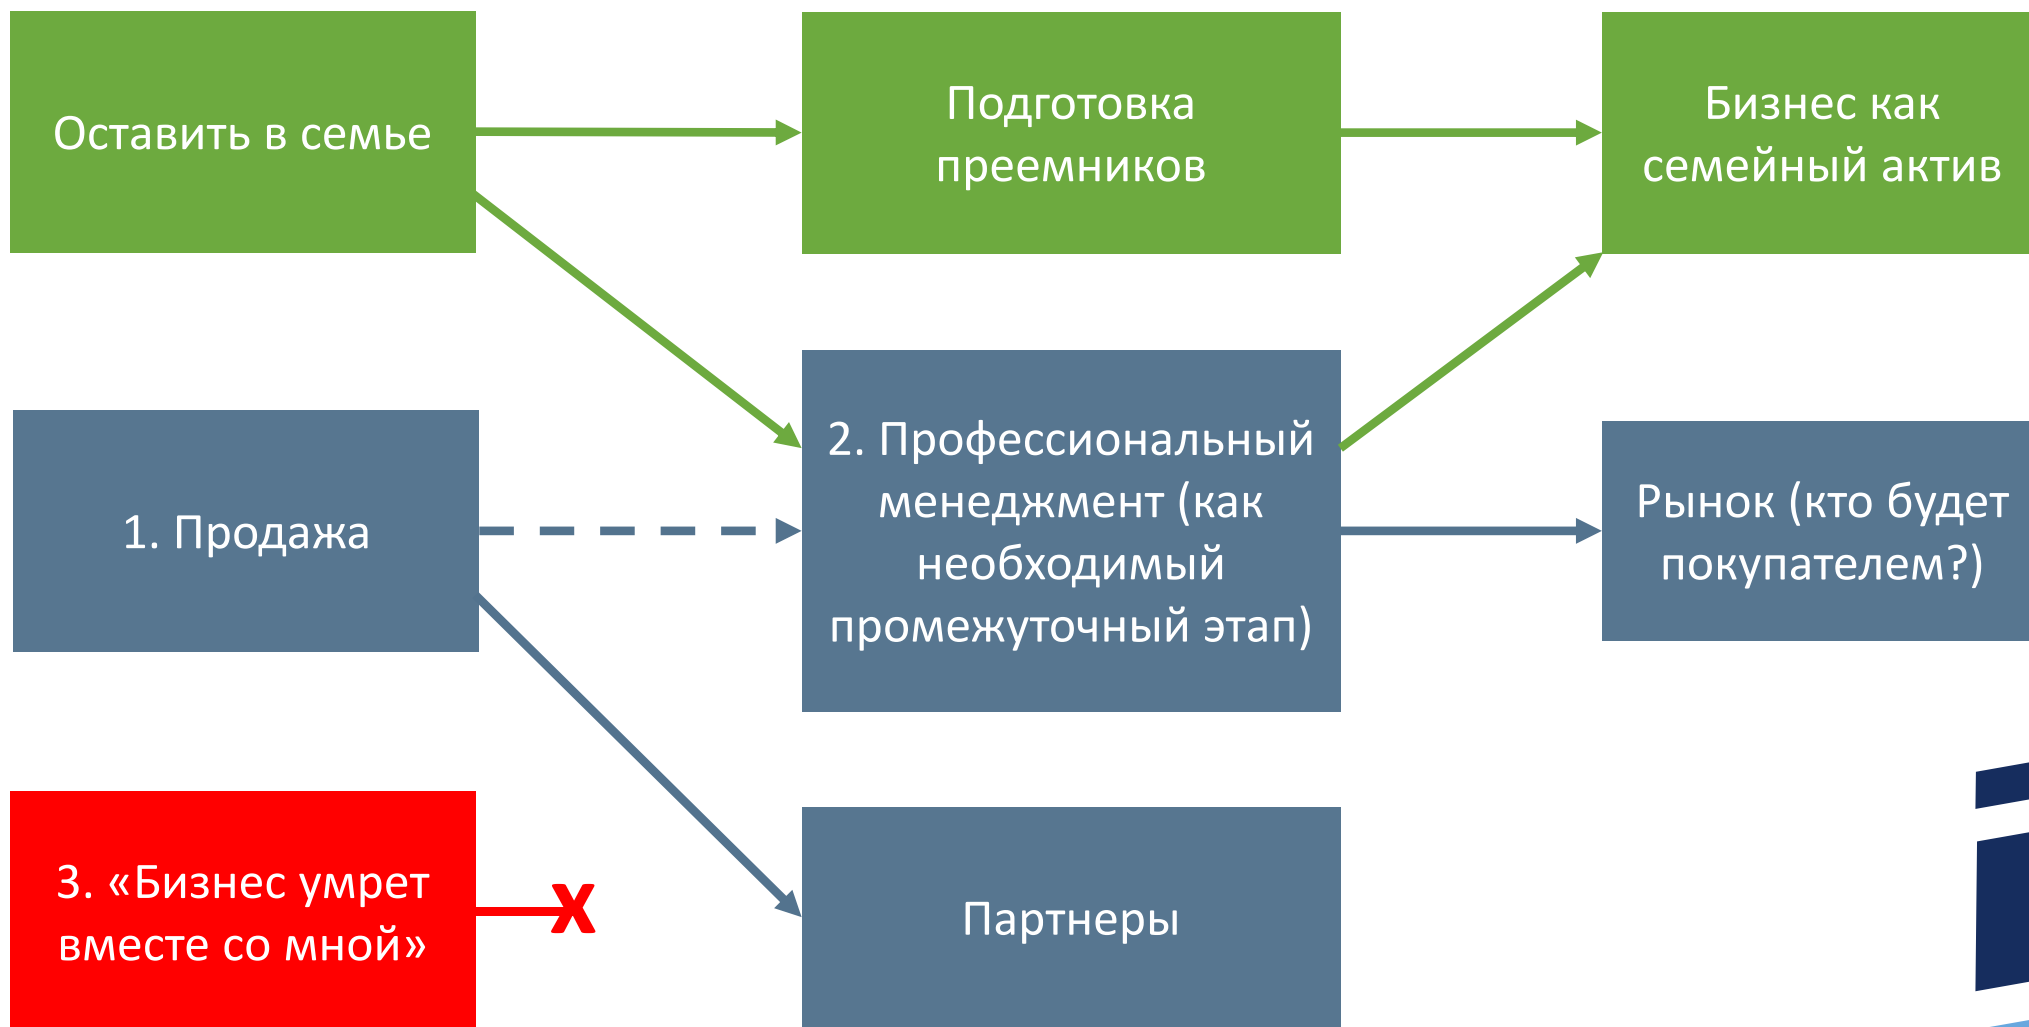 Оставить в семье
Подготовка
преемников
Бизнес как
семейный актив
1. Продажа
2. Профессиональный
менеджмент (как
необходимый
промежуточный этап)
Рынок (кто будет
покупателем?)
3. «Бизнес умрет
вместе со мной»
X
Партнеры